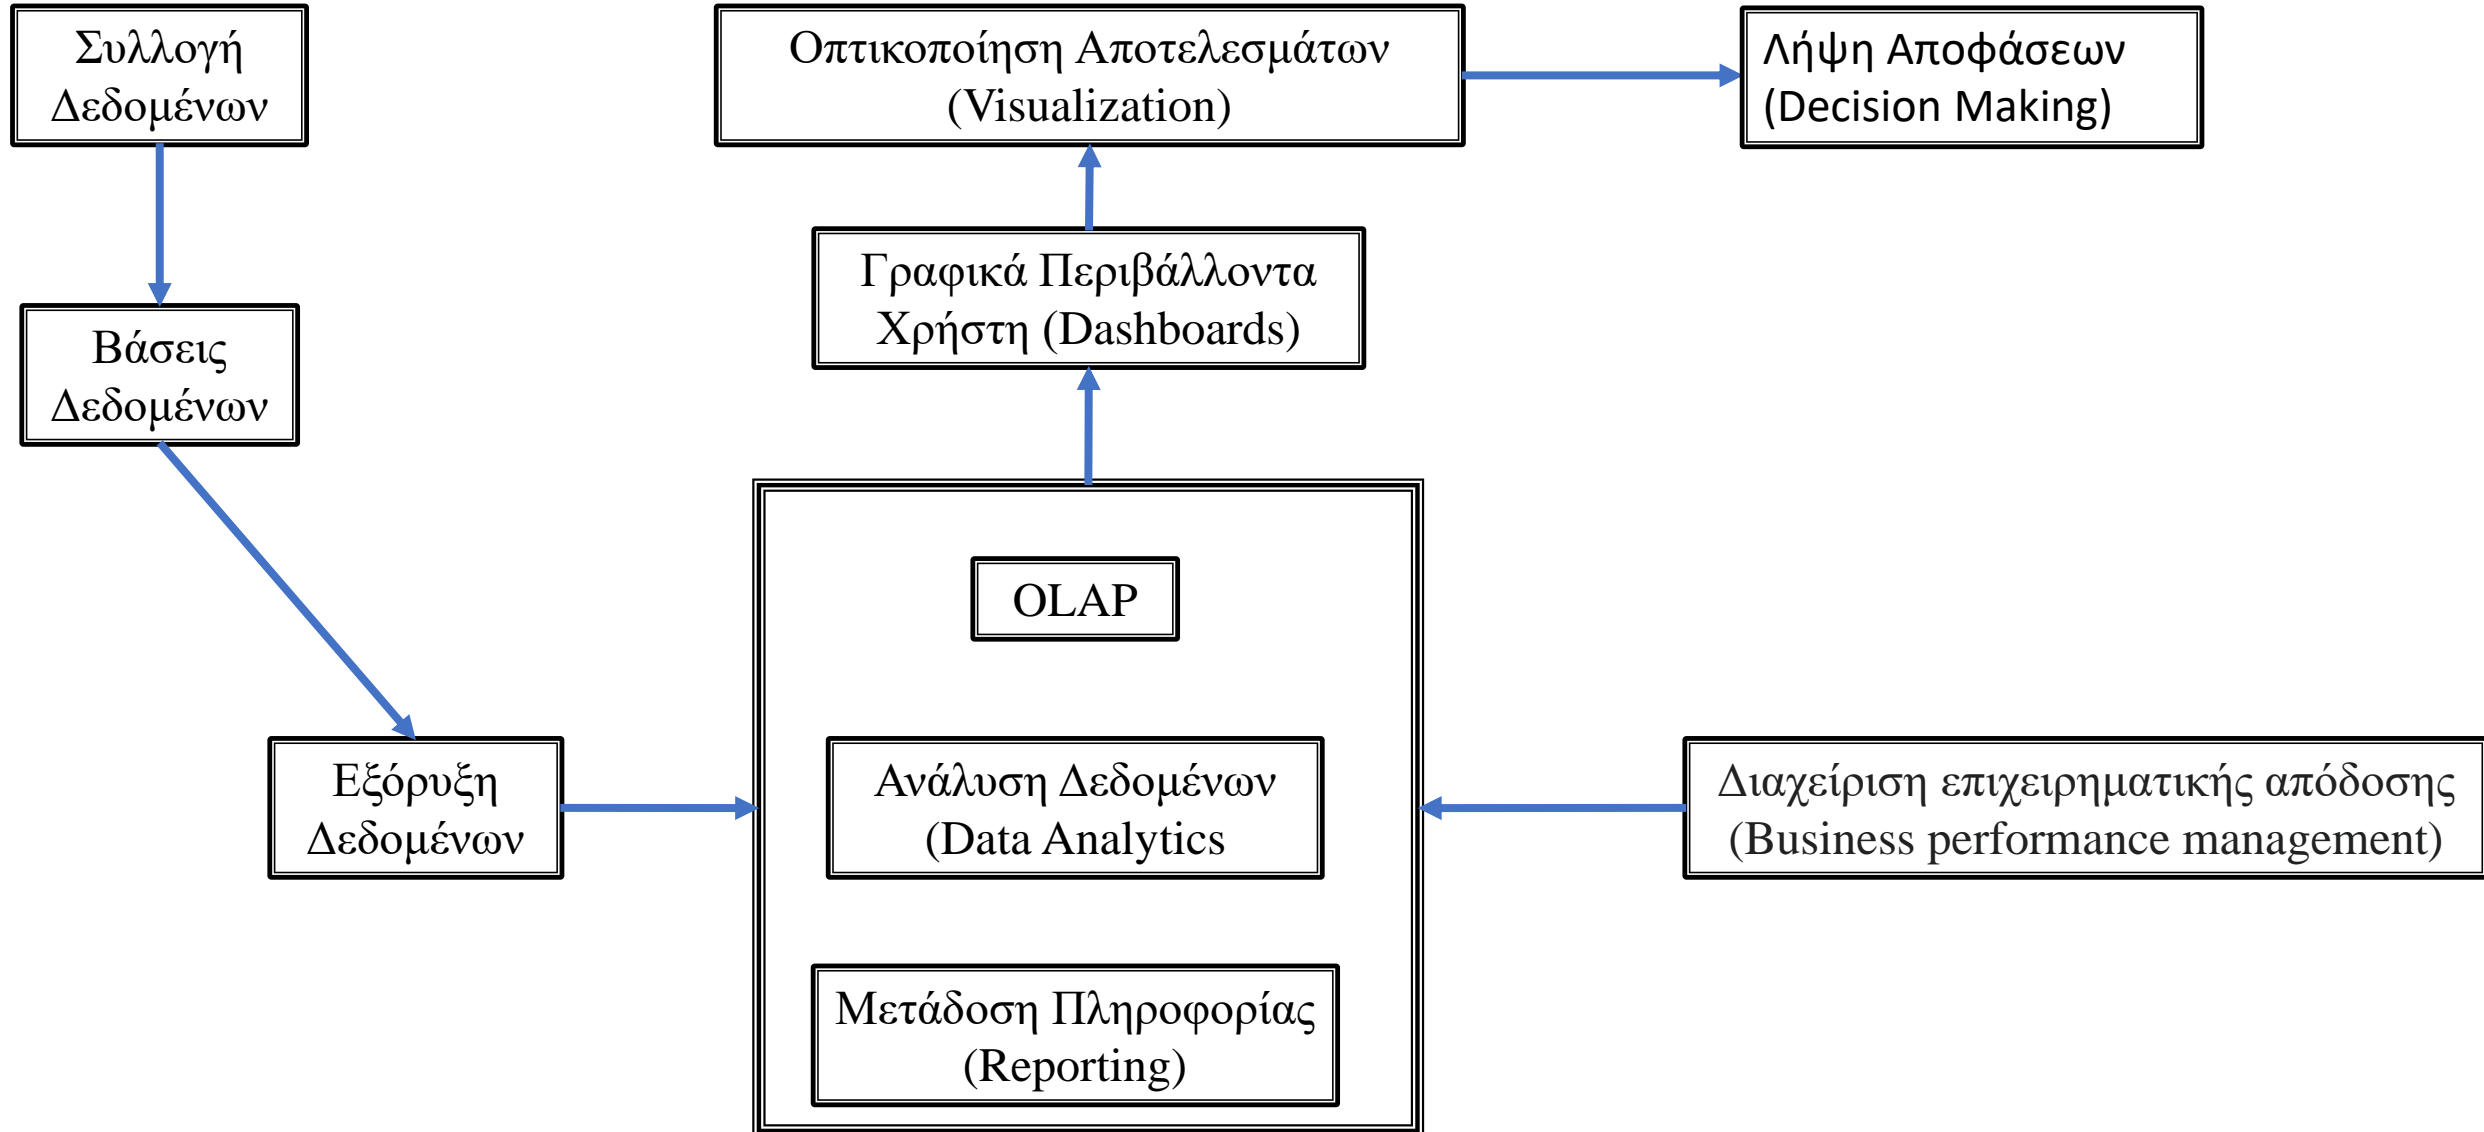 Συλλογή
Δεδομένων
Οπτικοποίηση Αποτελεσμάτων
(Visualization)
Λήψη Αποφάσεων
(Decision Making)
Γραφικά Περιβάλλοντα
Χρήστη (Dashboards)
Βάσεις
Δεδομένων
OLAP
Εξόρυξη
Δεδομένων
Ανάλυση Δεδομένων
(Data Analytics
Διαχείριση επιχειρηματικής απόδοσης
(Business performance management)
Μετάδοση Πληροφορίας
(Reporting)